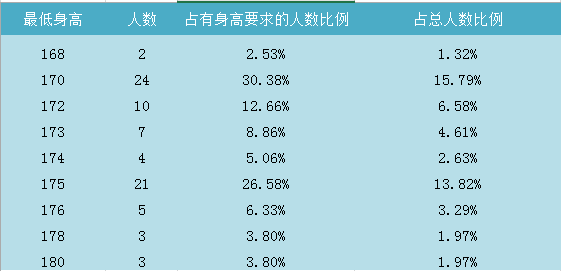 最低身高 人数 占有身高要求的人数比例 占总人数比例
168 2 2.53% 1.32%
170 24 30.38% 15.79%
172 10 12.66% 6.58%
173 7 8.86% 4.61%
174 4 5.06% 2.63%
175 21 26.58% 13.82%
176 5 6.33% 3.29%
178 3 3.80% 1.97%
180 3 3.80% 1.97%